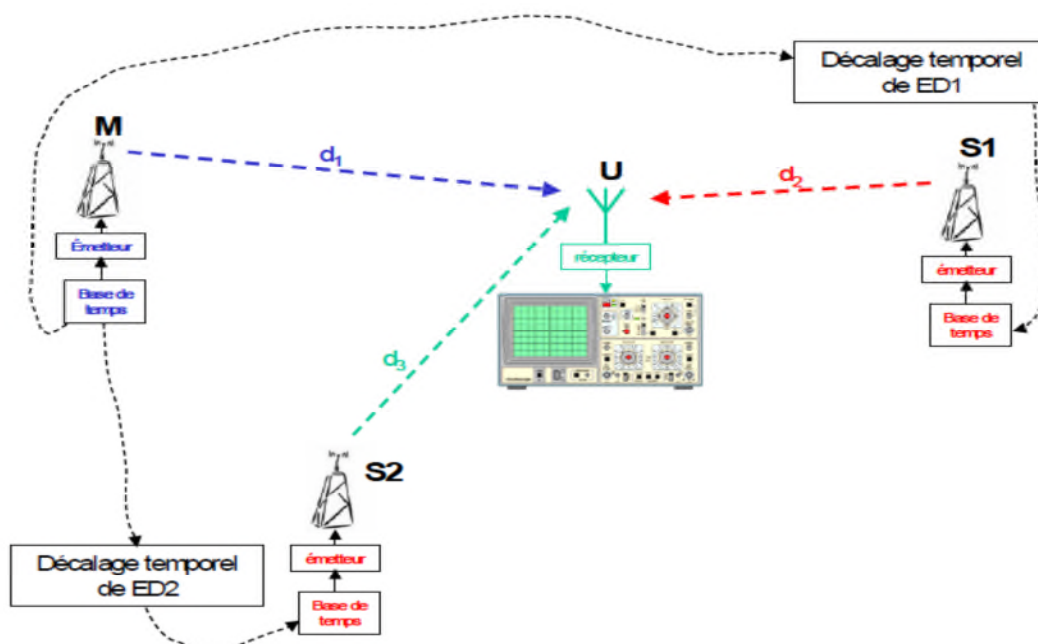 Décalage temporel
de ED1
M
d1
U
d2
S1
Émetteur
récepteur
émetteur
Base de
temps
Base de
temps
d3
S2
Décalage temporel
de ED2
émetteur
Base de
temps